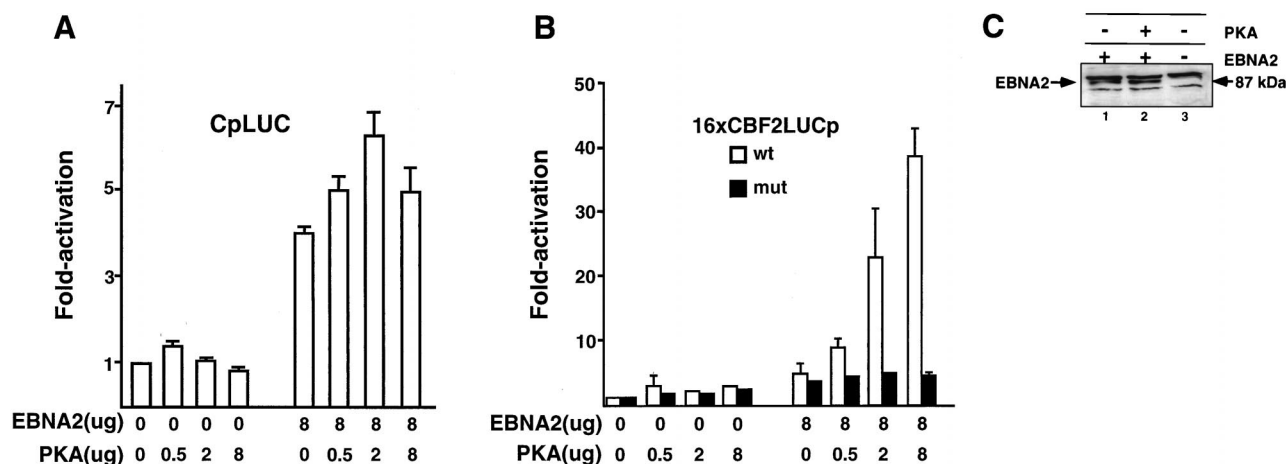 A
CpLUC
Fold-activation
7
5
3
1
EBNA2(ug) 0 0 0 0 8 8 8 8
PKA(ug) 0 0.5 2 8 0 0.5 2 8
B
16xCBF2LUCp
wt
mut
Fold-activation
50
40
30
20
10
EBNA2(ug) 0 0 0 0 8 8 8 8
PKA(ug) 0 0.5 2 8 0 0.5 2 8
C
- + - PKA
+ + - EBNA2
EBNA2 87 kDa
1 2 3